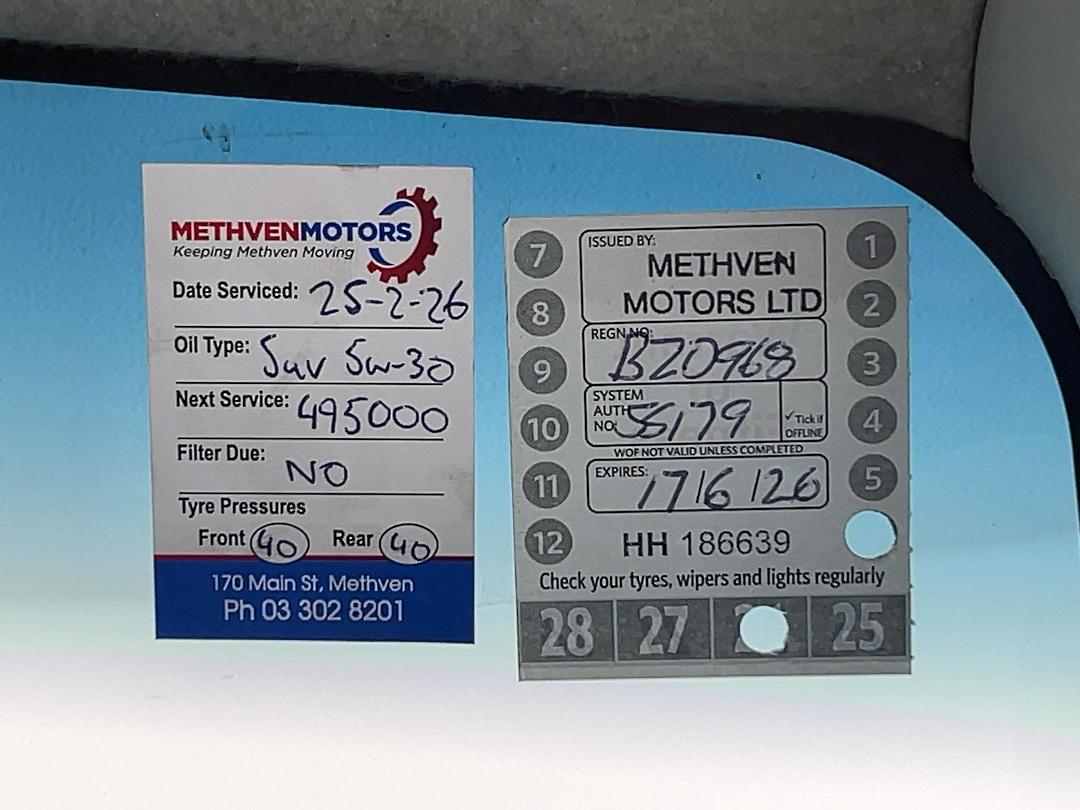 METHVENMOTORS
Keeping Methven Moving
Date Serviced: 25-2-26
Oil Type: Suv 5w-30
Next Service: 495000
Filter Due: NO
Tyre Pressures
Front 40 Rear 40
170 Main St, Methven
Ph 03 302 8201
7
8
9
10
11
12
ISSUED BY:
METHVEN
MOTORS LTD
REGN NO:
BZ0968
SYSTEM
AUTH
NO: 56179
✓Tick if
OFFLINE
WOF NOT VALID UNLESS COMPLETED
EXPIRES: 17/6/26
HH 186639
1
2
3
4
5
Check your tyres, wipers and lights regularly
28 27 25